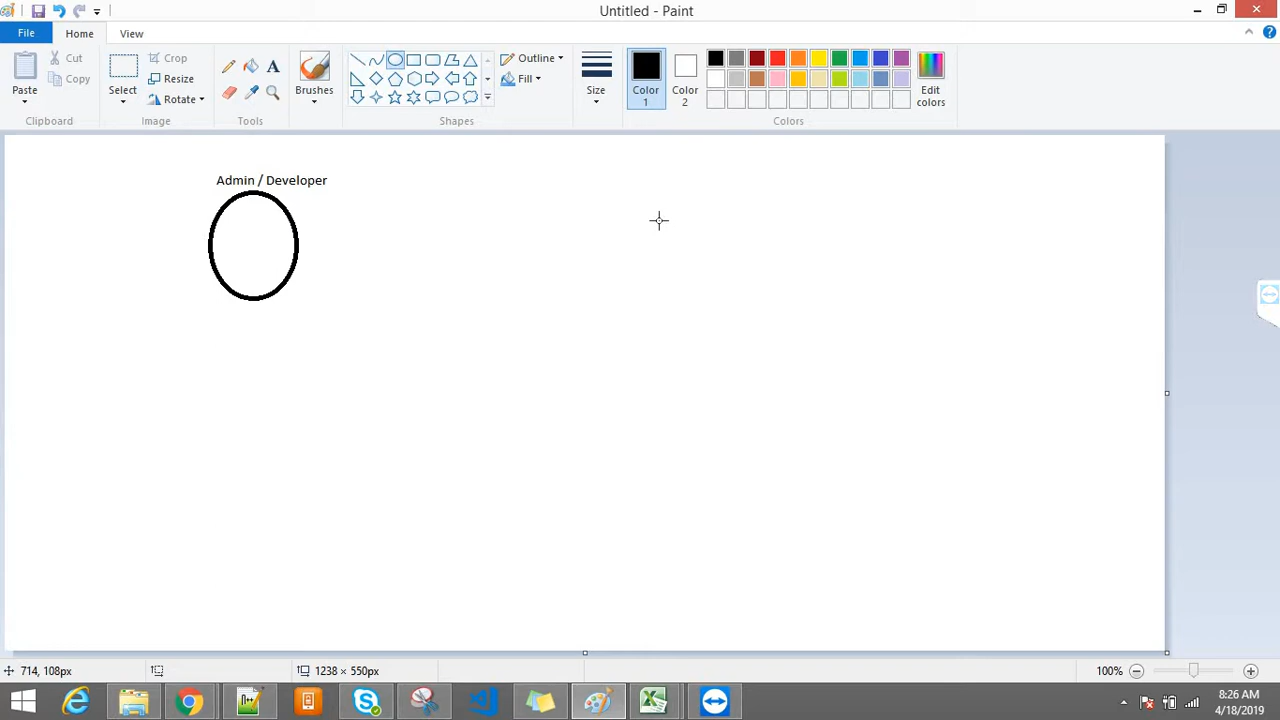 Untitled - Paint
File
Home
View
Paste
Cut
Copy
Clipboard
Select
Crop
Resize
Rotate
Image
Tools
Brushes
Outline
Fill
Shapes
Size
Color 1
Color 2
Edit colors
Colors
Admin / Developer
714, 108px
1238 × 550px
100%
8:26 AM
4/18/2019